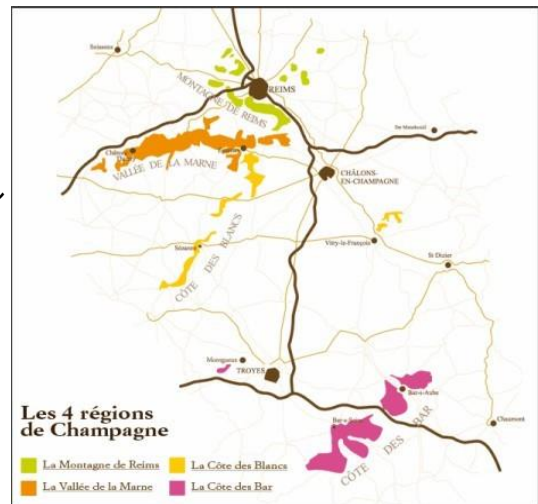 Soissons
MONTAGNE DE REIMS
REIMS
Ste-Menehould
Château
Epernay
VALLÉE DE LA MARNE
CHÂLONS-
EN-CHAMPAGNE
CÔTE DES BLANCS
Sézanne
Vitry-le-François
St Dizier
Montgueux
TROYES
Bar-s-Aube
Bar-s-Seine
CÔTE DES BAR
Chaumont
Les 4 régions
de Champagne
La Montagne de Reims
La Côte des Blancs
La Vallée de la Marne
La Côte des Bar